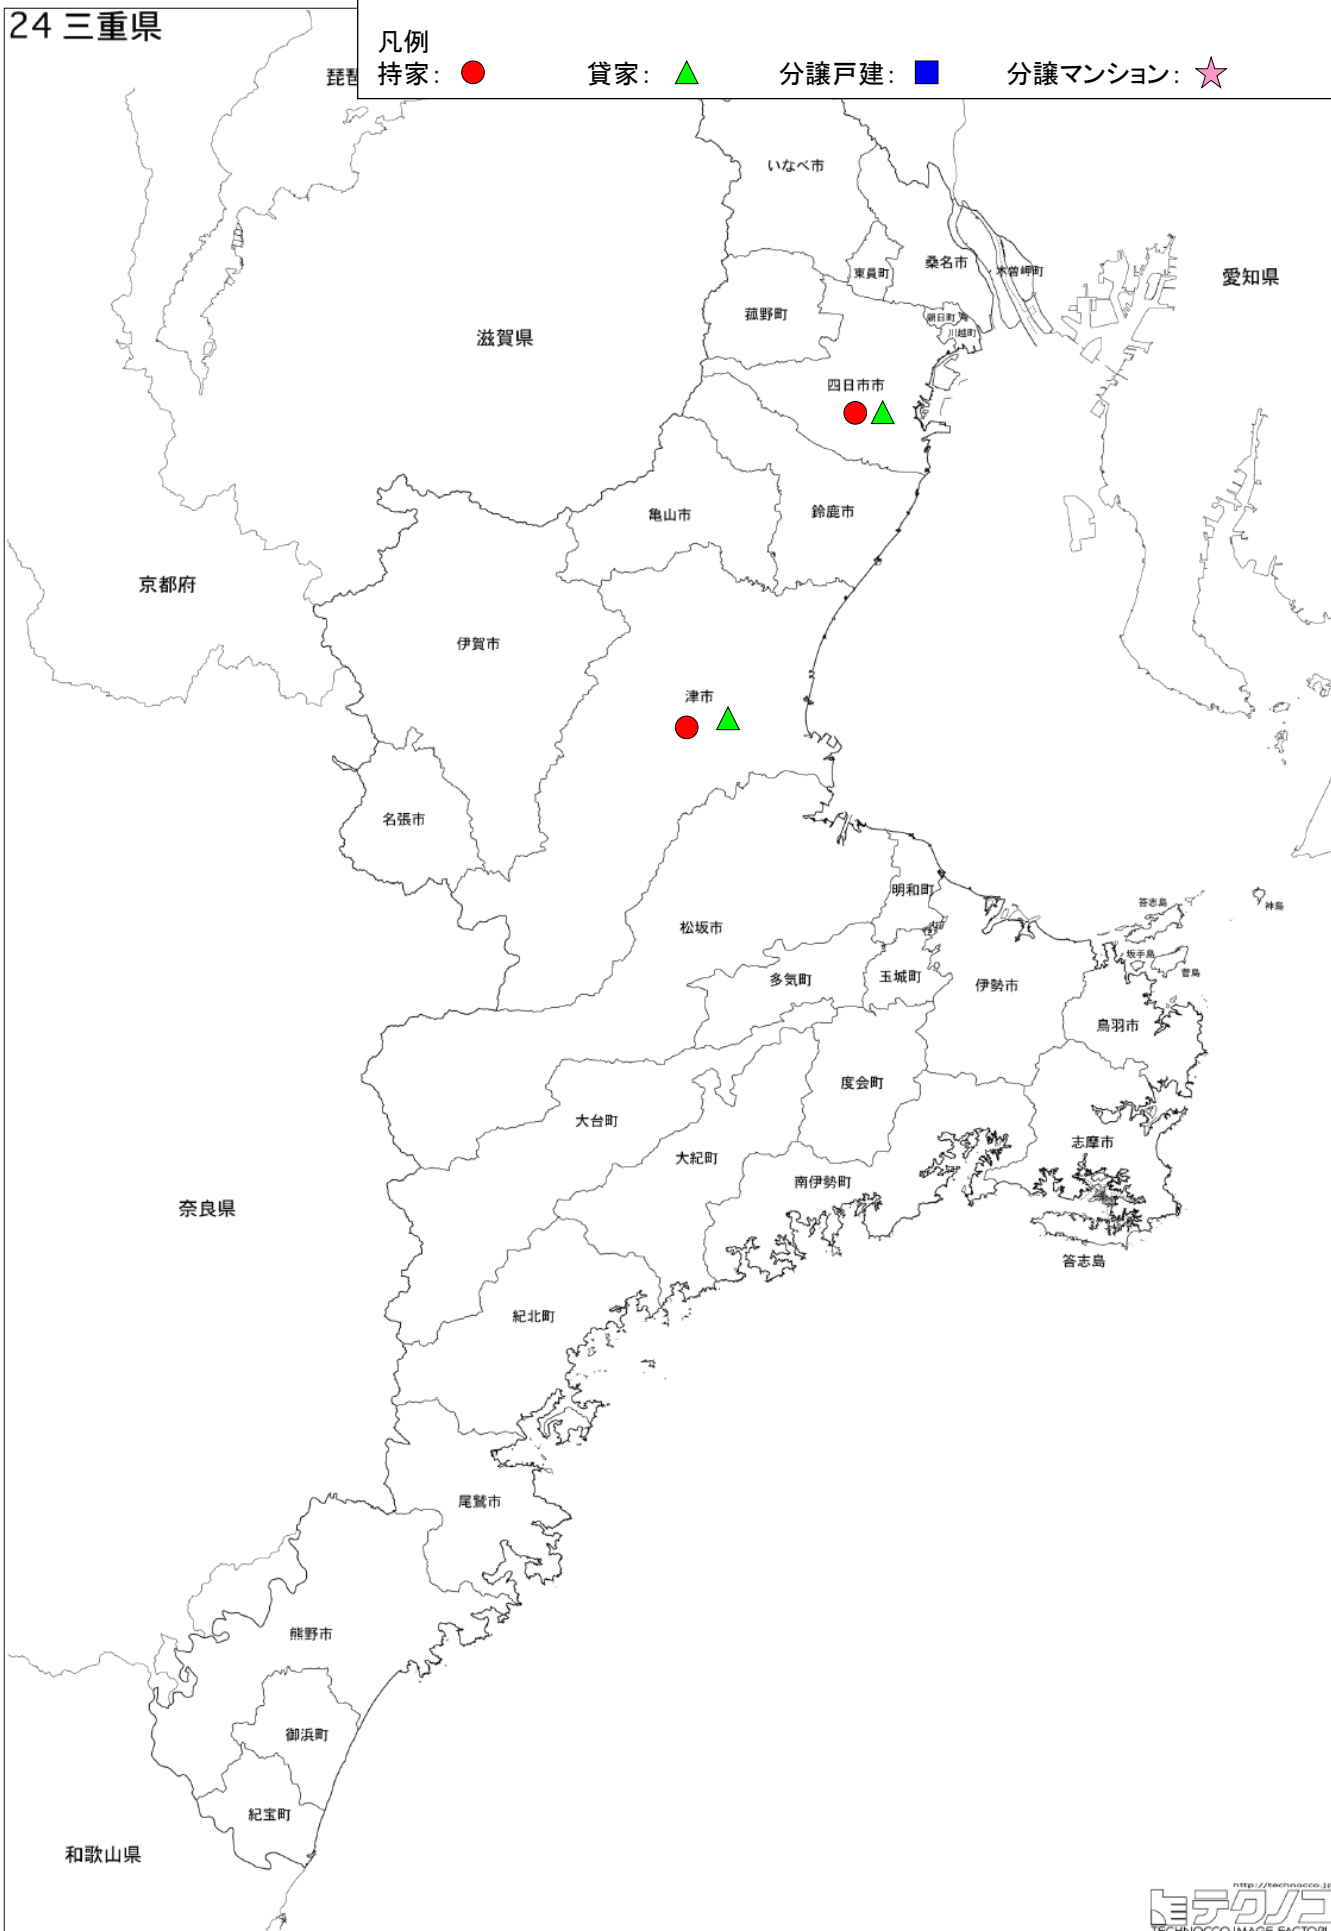 24 三重県
凡例
持家：
貸家：
分譲戸建：
分譲マンション：
琵
いなべ市
東員町
桑名市
木曽岬町
愛知県
菰野町
朝日町
川越町
滋賀県
四日市市
亀山市
鈴鹿市
京都府
伊賀市
津市
名張市
明和町
答志島
神島
松坂市
坂手島
菅島
多気町
玉城町
伊勢市
鳥羽市
度会町
大台町
志摩市
大紀町
南伊勢町
奈良県
答志島
紀北町
尾鷲市
熊野市
御浜町
紀宝町
和歌山県
http://technocco.jp
テクノコ
TECHNOCCO IMAGE FACTORY